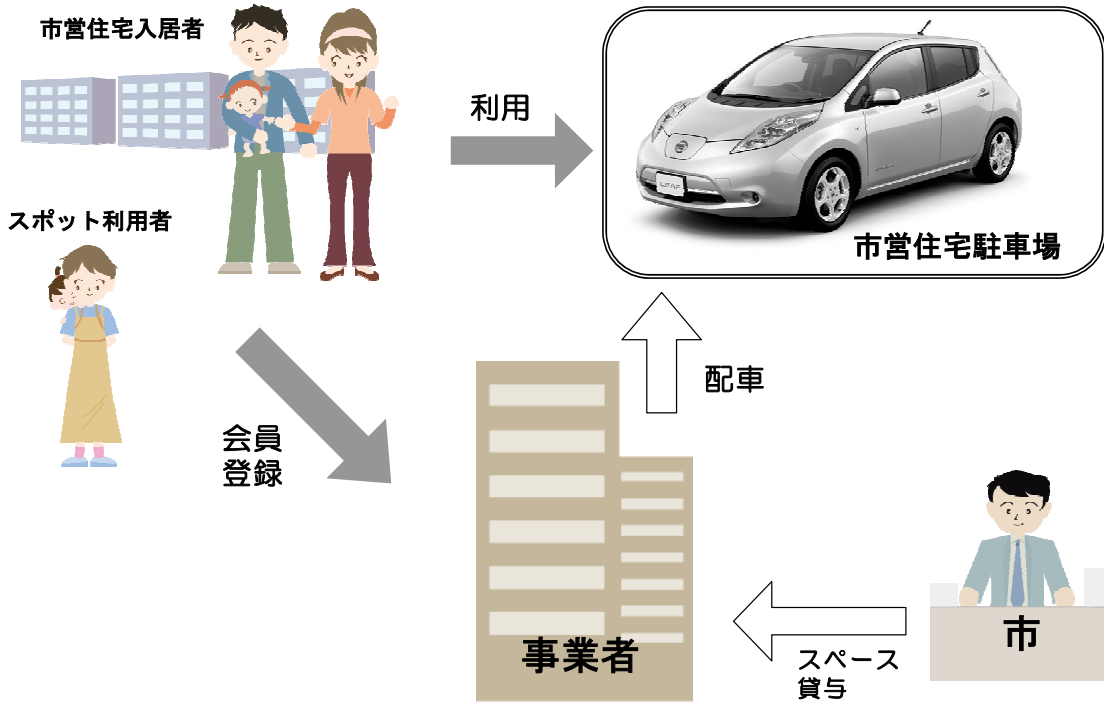 市営住宅入居者
利用
LEAF
市営住宅駐車場
スポット利用者
会員
登録
配車
事業者
スペース
貸与
市